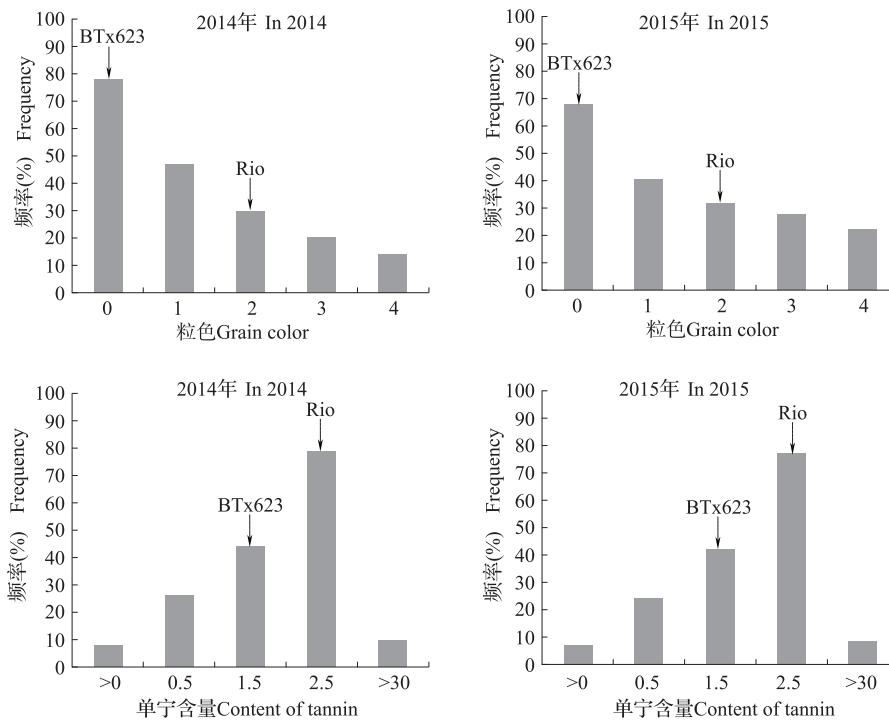 2014年 In 2014
频率(%) Frequency
100
90
80
70
60
50
40
30
20
10
0
BTx623
Rio
0 1 2 3 4
粒色Grain color
2015年 In 2015
频率(%) Frequency
100
90
80
70
60
50
40
30
20
10
0
BTx623
Rio
0 1 2 3 4
粒色Grain color
2014年 In 2014
频率(%) Frequency
100
90
80
70
60
50
40
30
20
10
0
Rio
BTx623
>0 0.5 1.5 2.5 >30
单宁含量Content of tannin
2015年 In 2015
频率(%) Frequency
100
90
80
70
60
50
40
30
20
10
0
Rio
BTx623
>0 0.5 1.5 2.5 >30
单宁含量Content of tannin